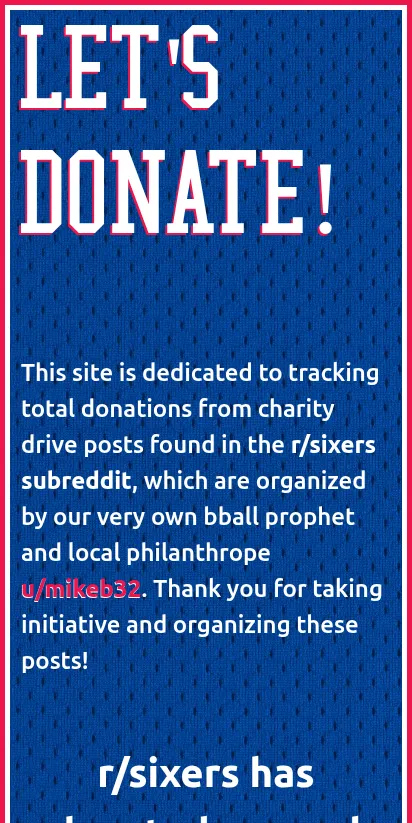 LET'S
DONATE!
This site is dedicated to tracking
total donations from charity
drive posts found in the r/sixers
subreddit, which are organized
by our very own bball prophet
and local philanthrope
u/mikeb32. Thank you for taking
initiative and organizing these
posts!
r/sixers has